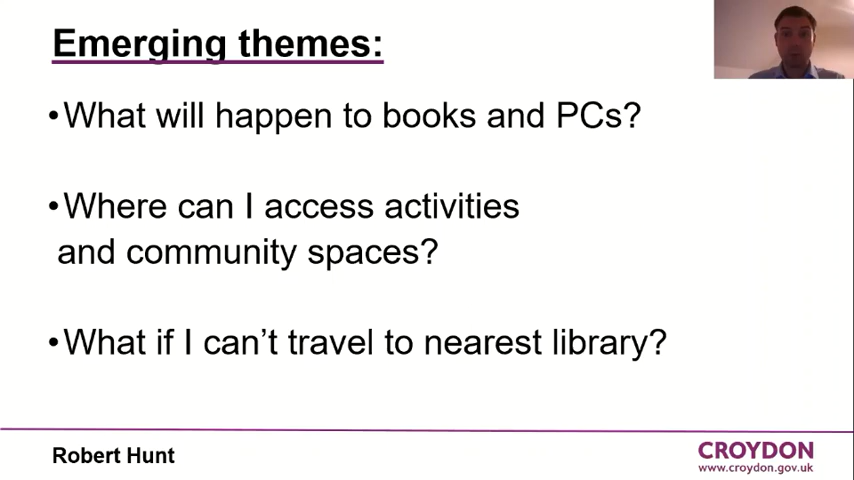 Emerging themes:
•What will happen to books and PCs?
•Where can I access activities
and community spaces?
•What if I can’t travel to nearest library?
Robert Hunt
CROYDON
www.croydon.gov.uk